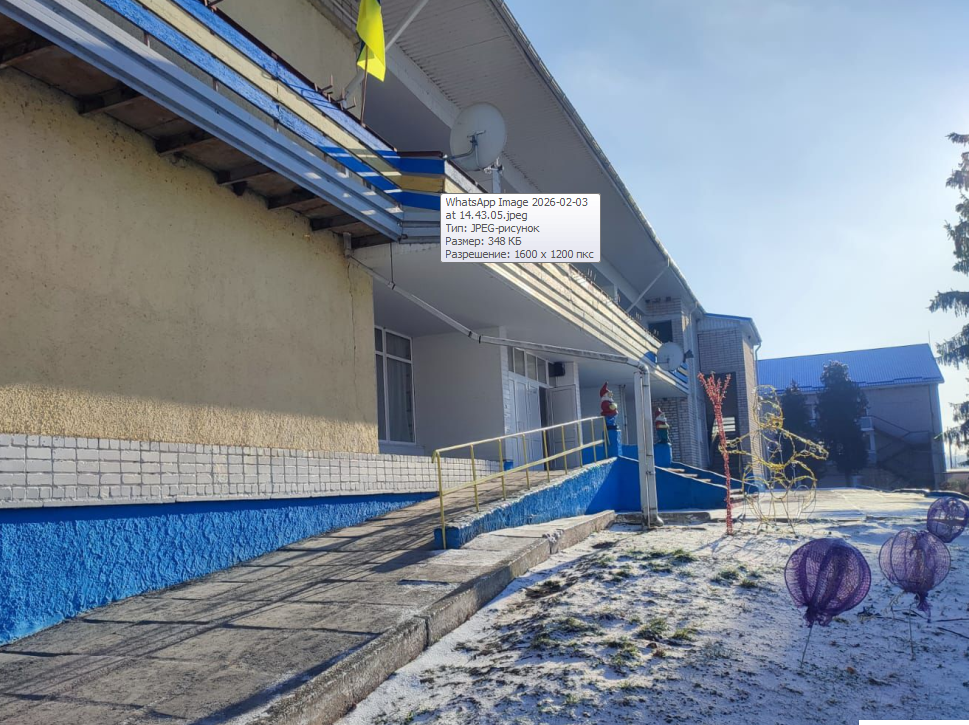 WhatsApp Image 2026-02-03
at 14.43.05.jpeg
Тип: JPEG-рисунок
Размер: 348 КБ
Разрешение: 1600 x 1200 пкс